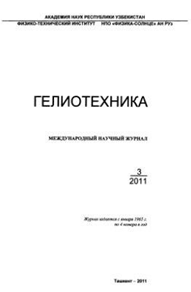 АКАДЕМИЯ НАУК РЕСПУБЛИКИ УЗБЕКИСТАН
ФИЗИКО-ТЕХНИЧЕСКИЙ ИНСТИТУТ НПО «ФИЗИКА-СОЛНЦЕ» АН РУз
ГЕЛИОТЕХНИКА
МЕЖДУНАРОДНЫЙ НАУЧНЫЙ ЖУРНАЛ
3
2011
Журнал издается с января 1965 г.
по 6 номеров в год
Ташкент – 2011